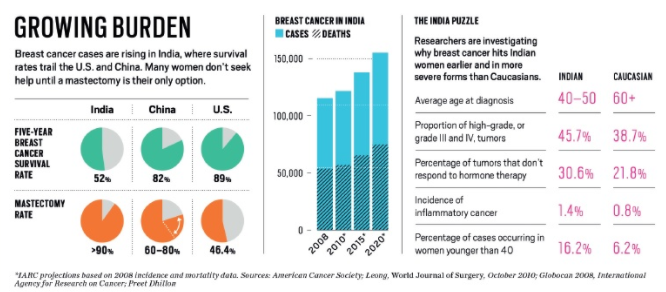 GROWING BURDEN
Breast cancer cases are rising in India, where survival
rates trail the U.S. and China. Many women don't seek
help until a mastectomy is their only option.
India China U.S.
FIVE-YEAR
BREAST
CANCER
SURVIVAL
RATE
52% 82% 89%
MASTECTOMY
RATE
>90% 60–80% 46.4%
BREAST CANCER IN INDIA
CASES DEATHS
150,000
100,000
50,000
0
2008 2010* 2015* 2020*
THE INDIA PUZZLE
Researchers are investigating
why breast cancer hits Indian
women earlier and in more
severe forms than Caucasians.
INDIAN CAUCASIAN
Average age at diagnosis 40–50 60+
Proportion of high-grade, or
grade III and IV, tumors 45.7% 38.7%
Percentage of tumors that don't
respond to hormone therapy 30.6% 21.8%
Incidence of
inflammatory cancer 1.4% 0.8%
Percentage of cases occurring in
women younger than 40 16.2% 6.2%
*IARC projections based on 2008 incidence and mortality data. Sources: American Cancer Society; Leong, World Journal of Surgery, October 2010; Globocan 2008, International
Agency for Research on Cancer; Preet Dhillon